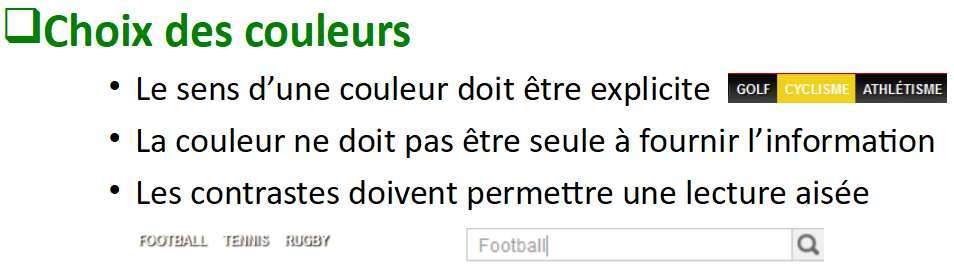 Choix des couleurs
• Le sens d’une couleur doit être explicite GOLF CYCLISME ATHLÉTISME
• La couleur ne doit pas être seule à fournir l’information
• Les contrastes doivent permettre une lecture aisée
FOOTBALL TENNIS RUGBY Football